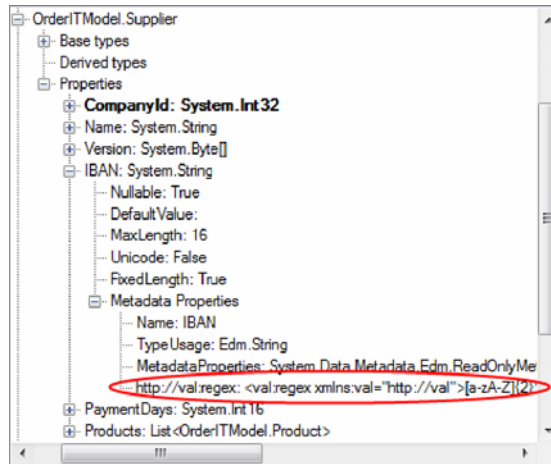 OrderITModel.Supplier
Base types
Derived types
Properties
CompanyId: System.Int32
Name: System.String
Version: System.Byte[]
IBAN: System.String
Nullable: True
DefaultValue:
MaxLength: 16
Unicode: False
FixedLength: True
Metadata Properties
Name: IBAN
TypeUsage: Edm.String
MetadataProperties: System.Data.Metadata.Edm.ReadOnlyMe
http://val:regex: <val:regex xmlns:val="http://val">[a-zA-Z]{2}
PaymentDays: System.Int16
Products: List<OrderITModel.Product>